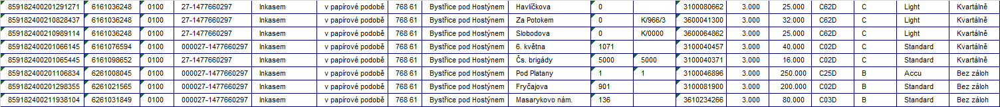 859182400201291271 6161036248 0100 27-1477660297 Inkasem v papírové podobě 768 61 Bystřice pod Hostýnem Havlíčkova 0 3100080662 3.000 25.000 C62D C Light Kvartálně
859182400210828437 6161036248 0100 27-1477660297 Inkasem v papírové podobě 768 61 Bystřice pod Hostýnem Za Potokem 0 K/966/3 3600041300 3.000 32.000 C62D C Light Kvartálně
859182400210989114 6161036248 0100 27-1477660297 Inkasem v papírové podobě 768 61 Bystřice pod Hostýnem Slobodova 0 K/0000 3600064862 3.000 25.000 C62D C Light Kvartálně
859182400201066145 6161076594 0100 000027-1477660297 Inkasem v papírové podobě 768 61 Bystřice pod Hostýnem 6. května 1071 3100040457 3.000 40.000 C02D C Standard Kvartálně
859182400201065445 6161098652 0100 27-1477660297 Inkasem v papírové podobě 768 61 Bystřice pod Hostýnem Čs. brigády 5000 5000 3100040371 3.000 16.000 C02D C Standard Kvartálně
859182400201106834 6261008045 0100 000027-1477660297 Inkasem v papírové podobě 768 61 Bystřice pod Hostýnem Pod Platany 1 1 3100046896 3.000 250.000 C25D B Accu Bez záloh
859182400201298355 6261021565 0100 000027-1477660297 Inkasem v papírové podobě 768 61 Bystřice pod Hostýnem Fryčajova 901 3100081900 3.000 200.000 C02D B Standard Bez záloh
859182400211938104 6261031849 0100 000027-1477660297 Inkasem v papírové podobě 768 61 Bystřice pod Hostýnem Masarykovo nám. 136 3610234266 3.000 80.000 C03D B Standard Bez záloh